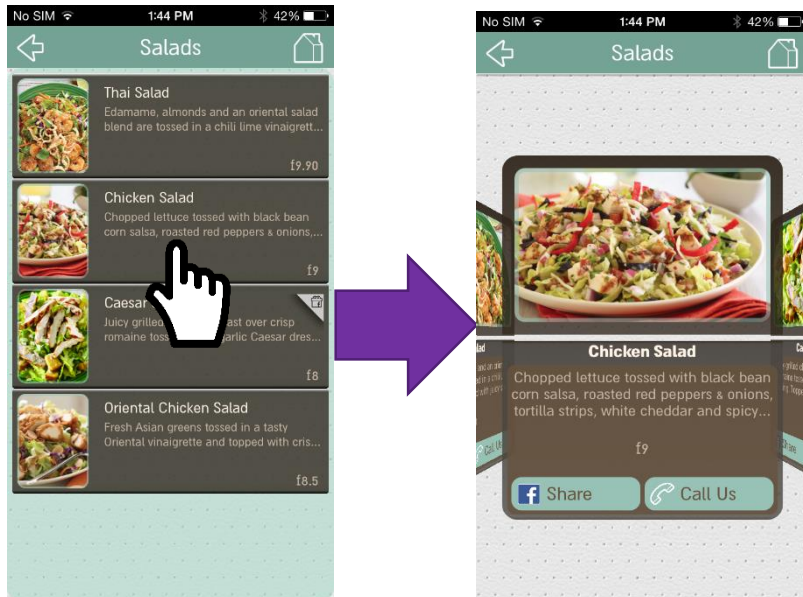 No SIM 1:44 PM 42%
Salads
Thai Salad
Edamame, almonds and an oriental salad
blend are tossed in a chili lime vinaigrett...
f9.90
Chicken Salad
Chopped lettuce tossed with black bean
corn salsa, roasted red peppers & onions,...
f9
Caesar
Juicy grilled ast over crisp
romaine toss arlic Caesar dres...
f8
Oriental Chicken Salad
Fresh Asian greens tossed in a tasty
Oriental vinaigrette and topped with cris...
f8.5
No SIM 1:44 PM 42%
Salads
Chicken Salad
Chopped lettuce tossed with black bean
corn salsa, roasted red peppers & onions,
tortilla strips, white cheddar and spicy...
f9
f Share
Call Us